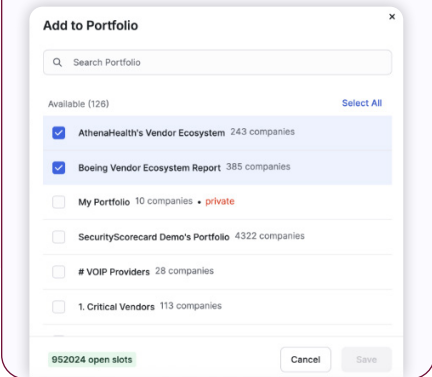 Add to Portfolio
Search Portfolio
Available (126) Select All
AthenaHealth's Vendor Ecosystem 243 companies
Boeing Vendor Ecosystem Report 385 companies
My Portfolio 10 companies • private
SecurityScorecard Demo's Portfolio 4322 companies
# VOIP Providers 28 companies
1. Critical Vendors 113 companies
952024 open slots Cancel Save